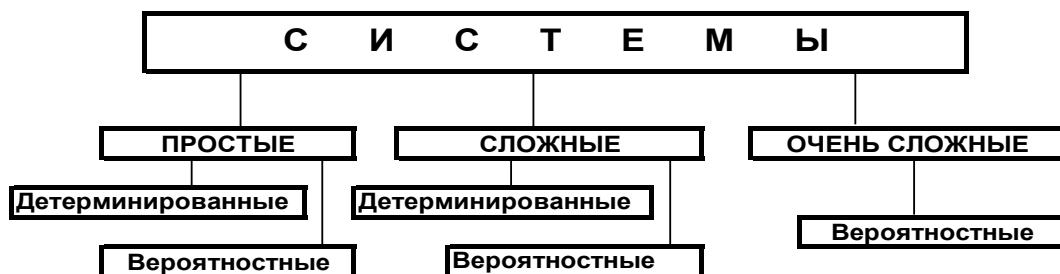 С И С Т Е М Ы
ПРОСТЫЕ СЛОЖНЫЕ ОЧЕНЬ СЛОЖНЫЕ
Детерминированные Детерминированные
Вероятностные
Вероятностные Вероятностные